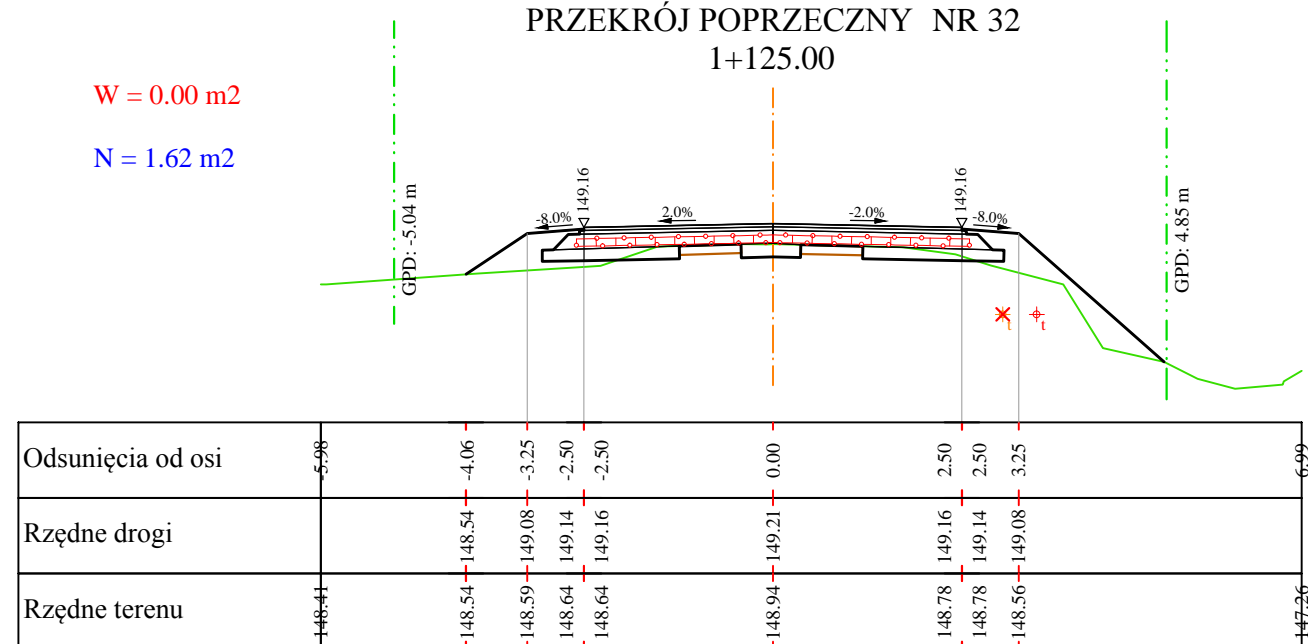 PRZEKRÓJ POPRZECZNY NR 32
1+125.00
W = 0.00 m2
N = 1.62 m2
GPD: -5.04 m
149.16
149.16
GPD: 4.85 m
-8.0%
2.0%
-2.0%
-8.0%
t
t
Odsunięcia od osi
-5.98 -4.06 -3.25 -2.50 -2.50 0.00 2.50 2.50 3.25 6.99
Rzędne drogi
148.54 149.08 149.14 149.16 149.21 149.16 149.14 149.08
Rzędne terenu
148.41 148.54 148.59 148.64 148.64 148.94 148.78 148.78 148.56 147.26